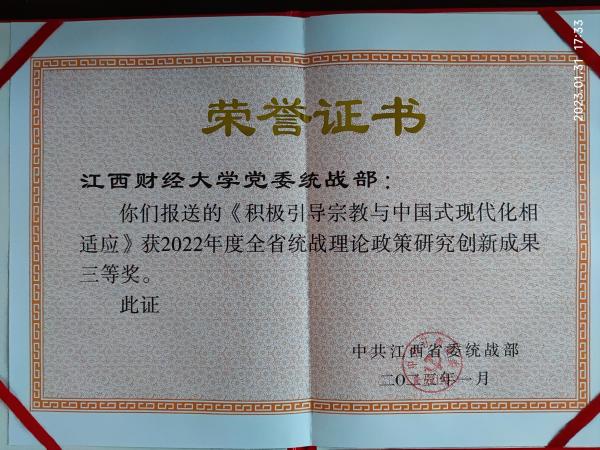 荣誉证书
江西财经大学党委统战部：
你们报送的《积极引导宗教与中国式现代化相
适应》获2022年度全省统战理论政策研究创新成果
三等奖。
此证
中共江西省委统战部
二〇二三年一月
2023.01.31 17:33